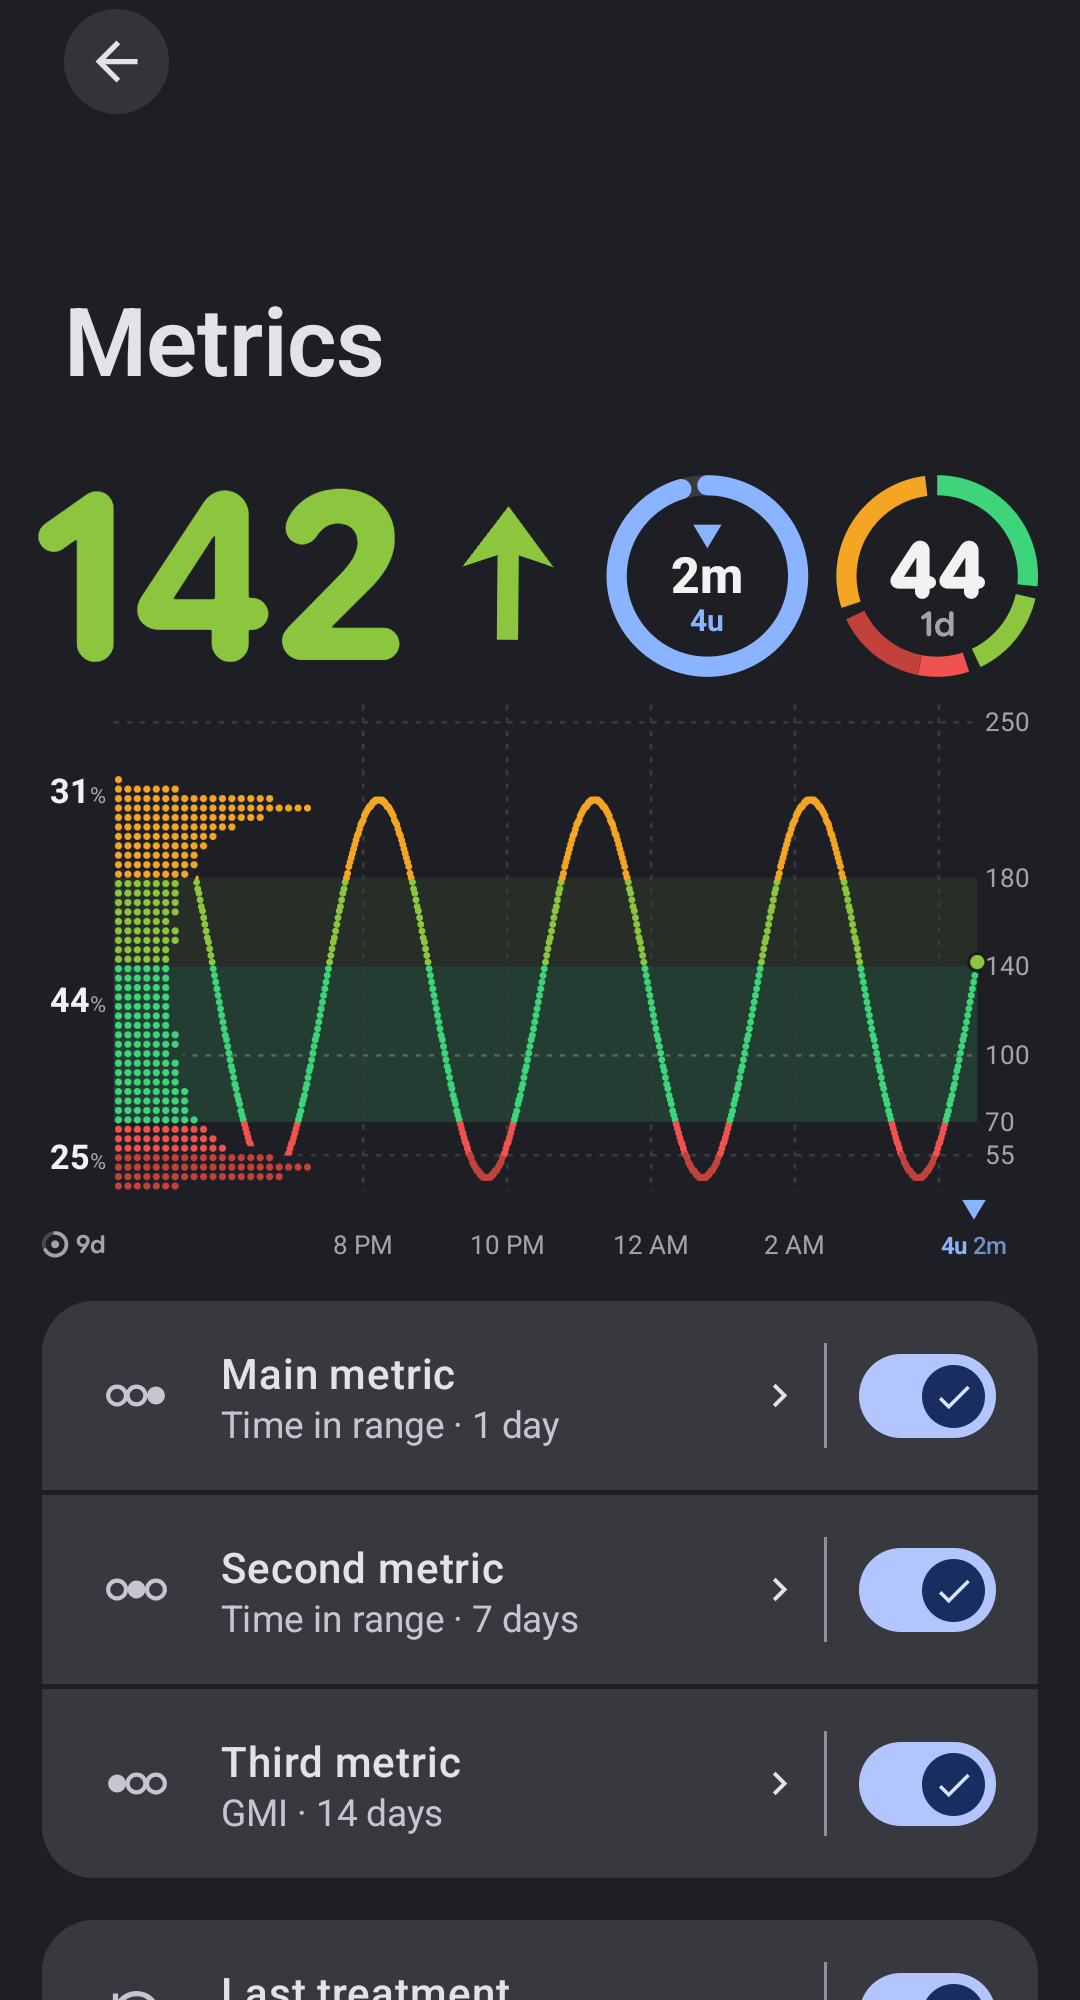 Metrics
142
2m
4u
44
1d
250
31%
180
140
44%
100
70
25%
55
9d
8 PM
10 PM
12 AM
2 AM
4u 2m
Main metric
Time in range · 1 day
Second metric
Time in range · 7 days
Third metric
GMI · 14 days
Last treatment